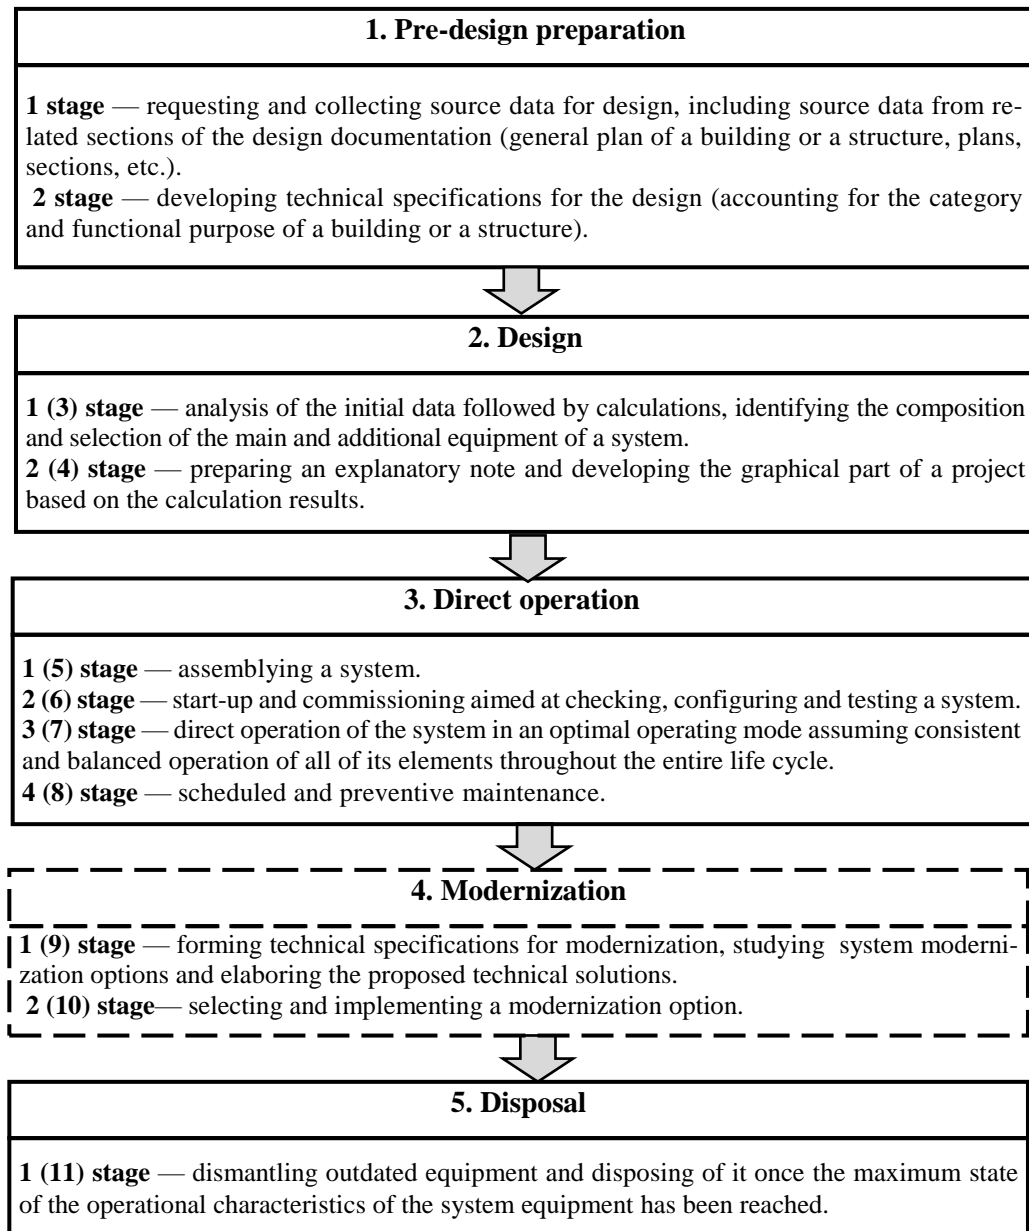 1. Pre-design preparation
1 stage — requesting and collecting source data for design, including source data from re-
lated sections of the design documentation (general plan of a building or a structure, plans,
sections, etc.).
2 stage — developing technical specifications for the design (accounting for the category
and functional purpose of a building or a structure).
2. Design
1 (3) stage — analysis of the initial data followed by calculations, identifying the composition
and selection of the main and additional equipment of a system.
2 (4) stage — preparing an explanatory note and developing the graphical part of a project
based on the calculation results.
3. Direct operation
1 (5) stage — assemblying a system.
2 (6) stage — start-up and commissioning aimed at checking, configuring and testing a system.
3 (7) stage — direct operation of the system in an optimal operating mode assuming consistent
and balanced operation of all of its elements throughout the entire life cycle.
4 (8) stage — scheduled and preventive maintenance.
4. Modernization
1 (9) stage — forming technical specifications for modernization, studying system moderni-
zation options and elaboring the proposed technical solutions.
2 (10) stage— selecting and implementing a modernization option.
5. Disposal
1 (11) stage — dismantling outdated equipment and disposing of it once the maximum state
of the operational characteristics of the system equipment has been reached.